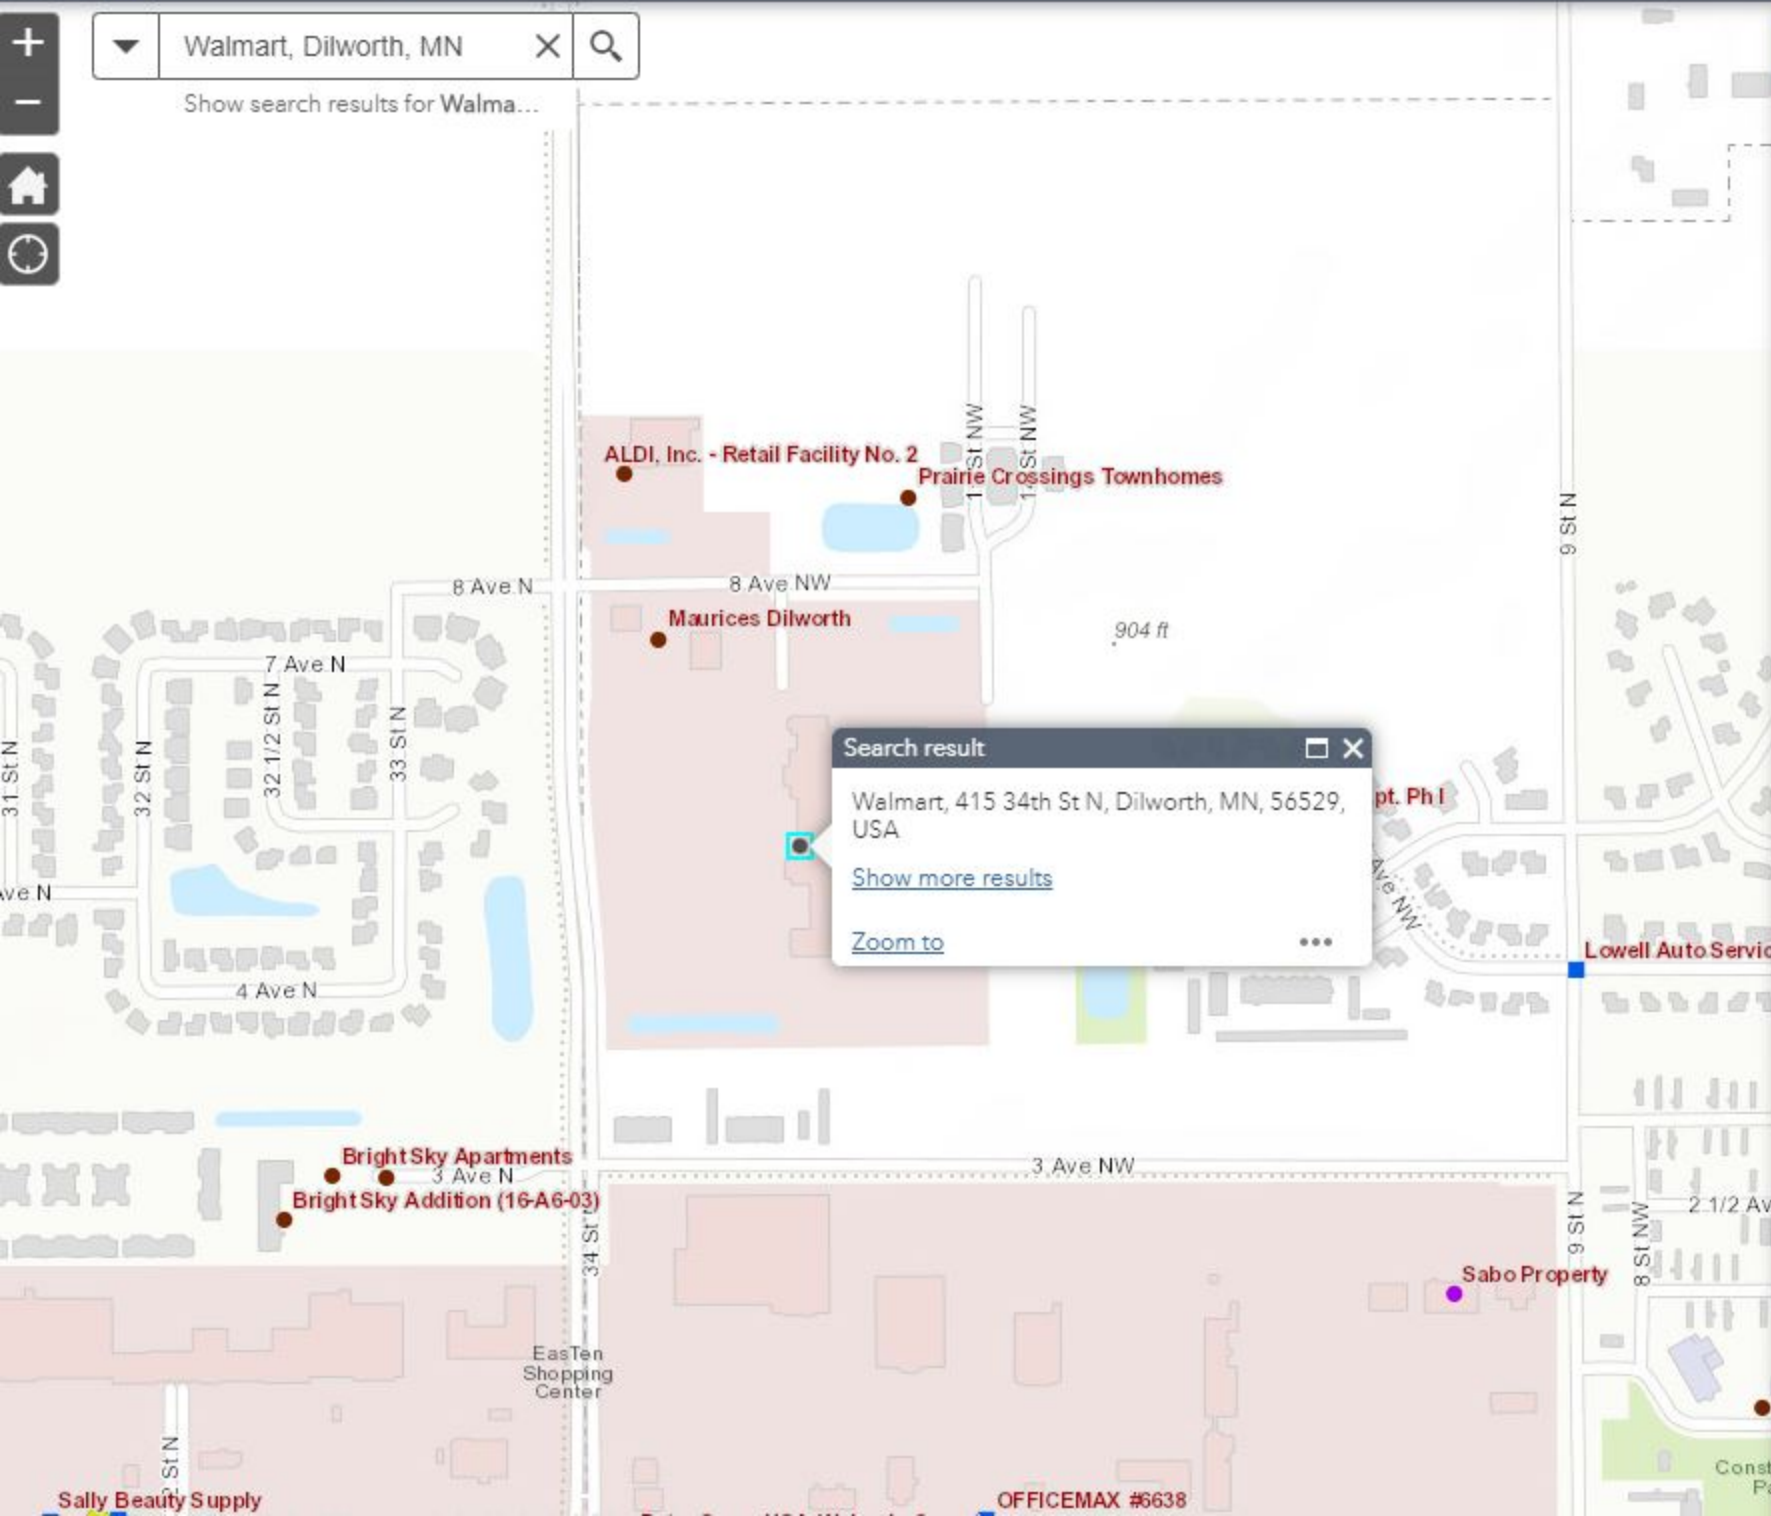 Walmart, Dilworth, MN
Show search results for Walma...
ALDI, Inc. - Retail Facility No. 2
Prairie Crossings Townhomes
St NW
St NW
9 St N
8 Ave N
8 Ave NW
Maurices Dilworth
904 ft
7 Ave N
31 St N
32 St N
32 1/2 St N
33 St N
Search result
Walmart, 415 34th St N, Dilworth, MN, 56529,
USA
Show more results
Zoom to
pt. Ph I
Ave NW
ve N
Lowell Auto Servic
4 Ave N
Bright Sky Apartments
3 Ave N
3 Ave NW
Bright Sky Addition (16-A6-03)
34 St
9 St N
8 St NW
2 1/2 Av
Sabo Property
EasTen
Shopping
Center
St N
Const
Pa
Sally Beauty Supply
OFFICEMAX #6638